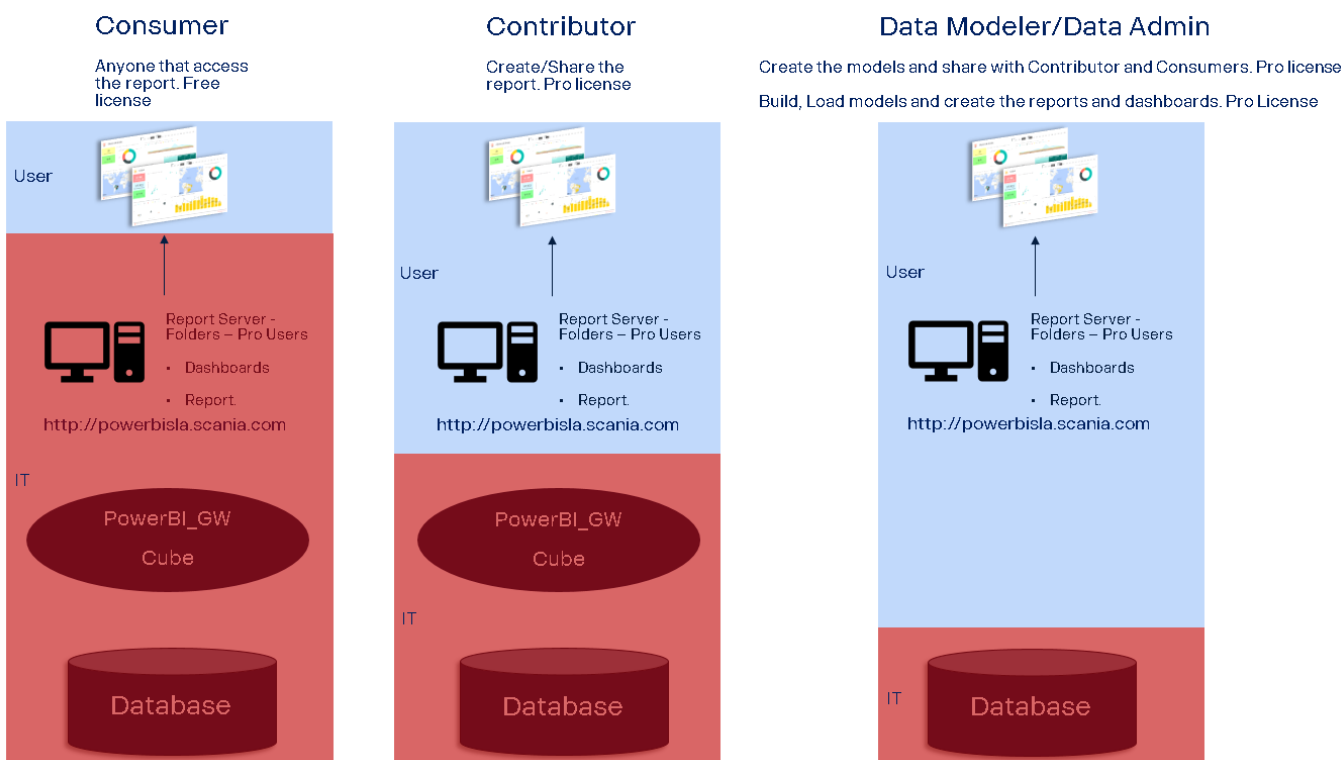 Consumer
Anyone that access
the report. Free
license
User
Report Server -
Folders – Pro Users
▪ Dashboards
▪ Report.
http://powerbisla.scania.com
IT
PowerBI_GW
Cube
Database
Contributor
Create/Share the
report. Pro license
User
Report Server -
Folders – Pro Users
▪ Dashboards
▪ Report.
http://powerbisla.scania.com
PowerBI_GW
Cube
IT
Database
Data Modeler/Data Admin
Create the models and share with Contributor and Consumers. Pro license
Build, Load models and create the reports and dashboards. Pro License
User
Report Server -
Folders – Pro Users
▪ Dashboards
▪ Report.
http://powerbisla.scania.com
IT
Database